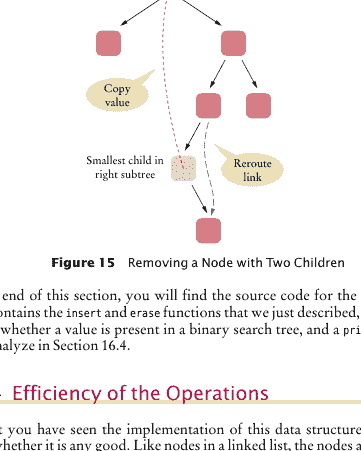 Copy
value
Smallest child in
right subtree
Reroute
link
Figure 15 Removing a Node with Two Children
end of this section, you will find the source code for the
ontains the insert and erase functions that we just described,
whether a value is present in a binary search tree, and a pri
nalyze in Section 16.4.
Efficiency of the Operations
t you have seen the implementation of this data structure
whether it is any good. Like nodes in a linked list, the nodes a